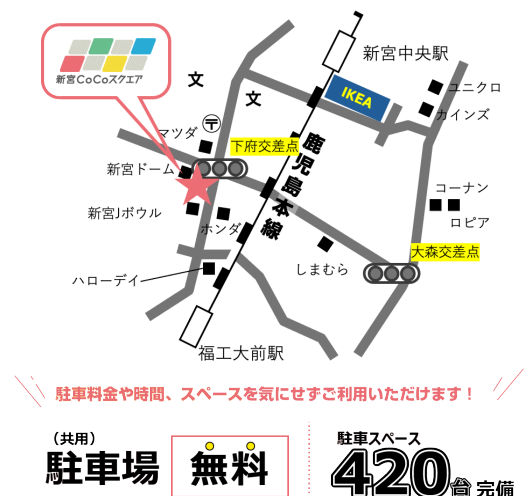 新宮CoCoスクエア
新宮中央駅
文
文
IKEA
ユニクロ
カインズ
〒
マツダ
下府交差点
鹿児島本線
新宮ドーム
新宮Jボウル
ホンダ
コーナン
ロピア
大森交差点
しまむら
ハローデイ
福工大前駅
駐車料金や時間、スペースを気にせずご利用いただけます！
（共用）
駐車場 無料
駐車スペース
420台完備